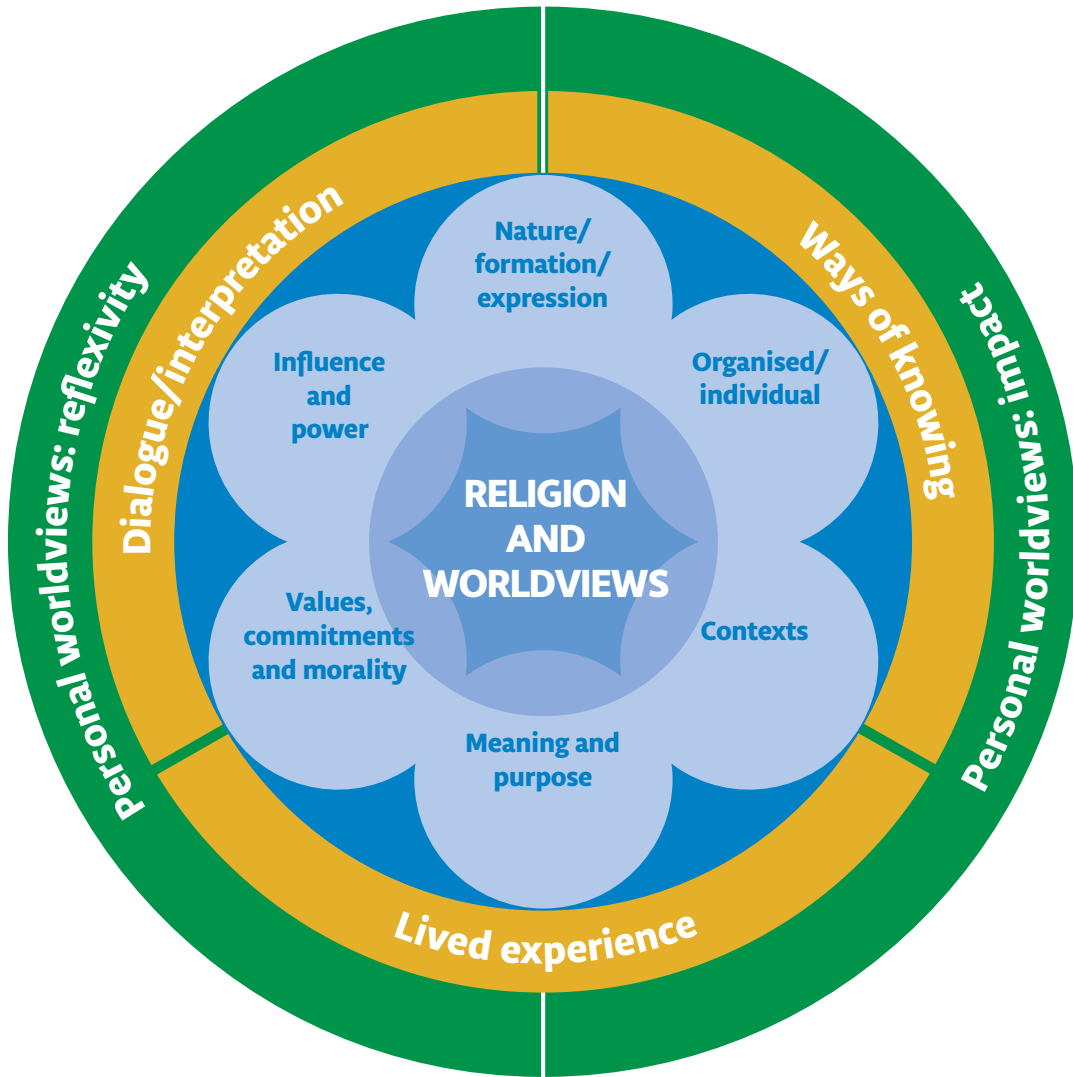 Personal worldviews: reflexivity
Personal worldviews: impact
Dialogue/interpretation
Ways of knowing
Lived experience
Nature/
formation/
expression
Organised/
individual
Contexts
Meaning and
purpose
Values,
commitments
and morality
Influence
and
power
RELIGION
AND
WORLDVIEWS